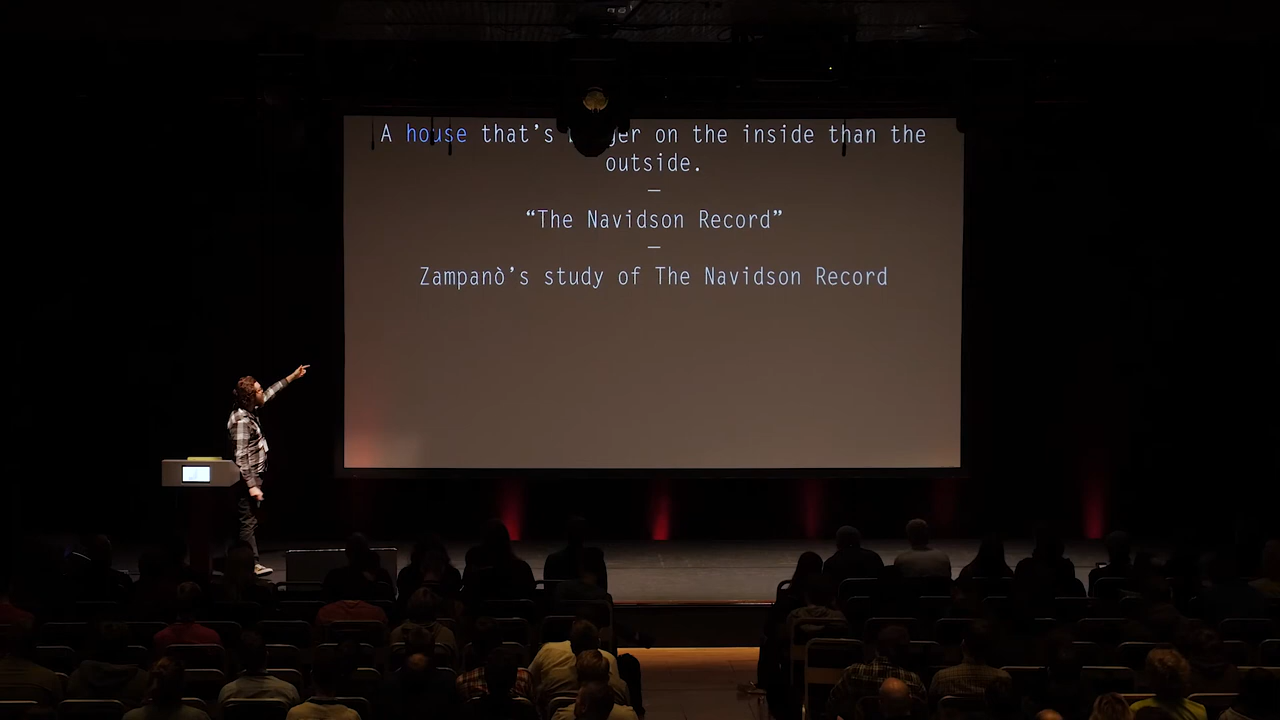 A house that’s on the inside than the
outside.
—
“The Navidson Record”
—
Zampanò’s study of The Navidson Record